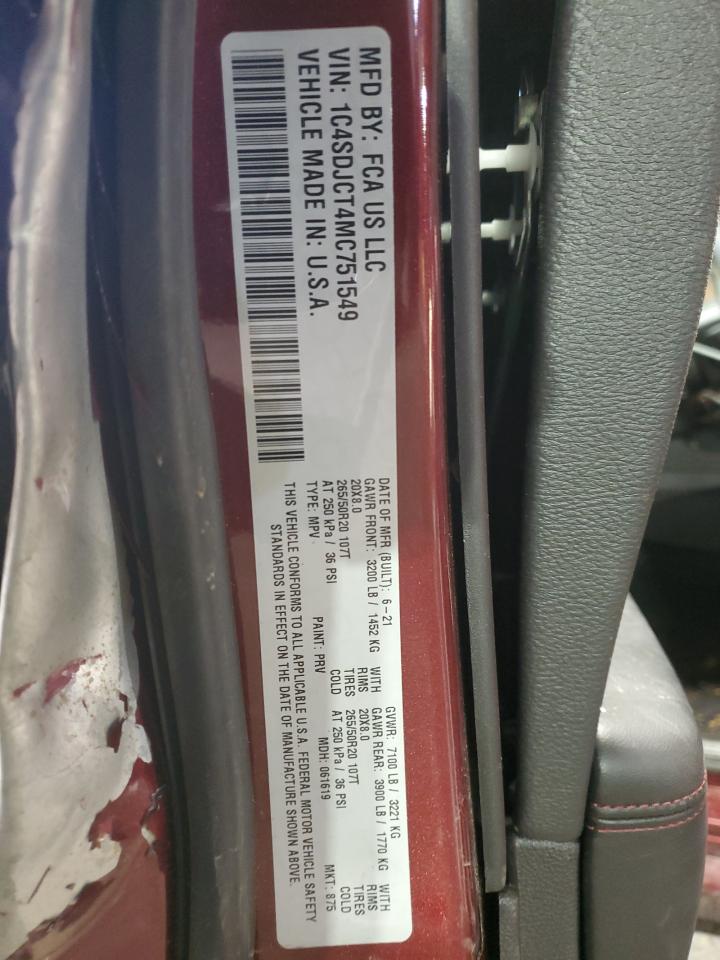 MFD BY: FCA US LLC
VIN: 1C4SDJCT4MC751549
VEHICLE MADE IN: U.S.A.
DATE OF MFR (BUILT): 6-21 GVWR: 7100 LB / 3221 KG
GAWR FRONT: 3200 LB / 1452 KG WITH GAWR REAR: 3900 LB / 1770 KG WITH
20X8.0 RIMS 20X8.0 RIMS
265/50R20 107T TIRES 265/50R20 107T TIRES
AT 250 kPa / 36 PSI COLD AT 250 kPa / 36 PSI COLD
TYPE: MPV PAINT: PRV MDH: 061619 MKT: 875
THIS VEHICLE CONFORMS TO ALL APPLICABLE U.S.A. FEDERAL MOTOR VEHICLE SAFETY
STANDARDS IN EFFECT ON THE DATE OF MANUFACTURE SHOWN ABOVE.